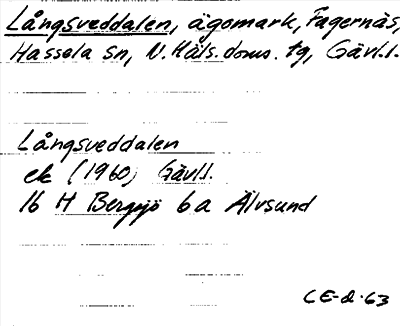 Långsveddalen, ägomark, Fagernäs,
Hassela sn, N. Häls. doms. tg, Gävl.l.
Långsveddalen
ek (1960) Gävl.l.
16 H Bergsjö 6 a Älvsund
CE-d-63